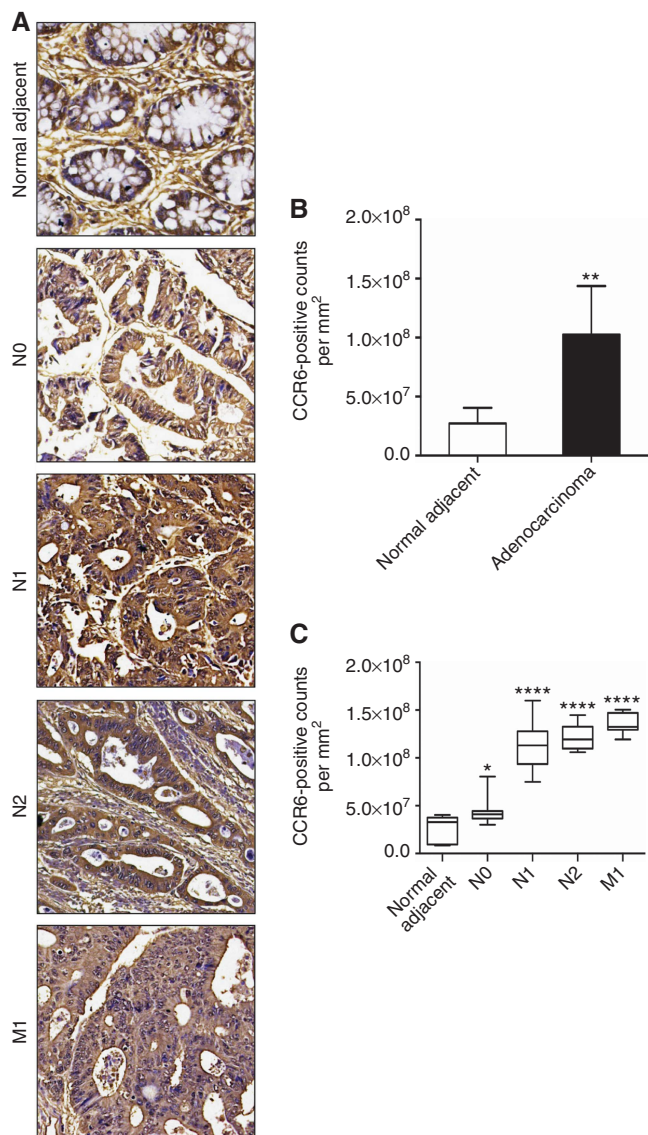 A
Normal adjacent
N0
N1
N2
M1
B
CCR6-positive counts
per mm²
2.0×10⁸
1.5×10⁸
1.0×10⁸
5.0×10⁷
0.0
**
Normal adjacent
Adenocarcinoma
C
CCR6-positive counts
per mm²
2.0×10⁸
1.5×10⁸
1.0×10⁸
5.0×10⁷
0.0
*
****
****
****
Normal
adjacent
N0
N1
N2
M1